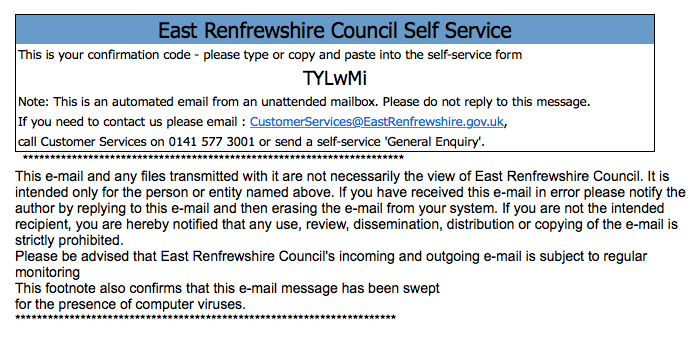 East Renfrewshire Council Self Service
This is your confirmation code - please type or copy and paste into the self-service form
TYLwMi
Note: This is an automated email from an unattended mailbox. Please do not reply to this message.
If you need to contact us please email : CustomerServices@EastRenfrewshire.gov.uk,
call Customer Services on 0141 577 3001 or send a self-service 'General Enquiry'.
**********************************************************************
This e-mail and any files transmitted with it are not necessarily the view of East Renfrewshire Council. It is
intended only for the person or entity named above. If you have received this e-mail in error please notify the
author by replying to this e-mail and then erasing the e-mail from your system. If you are not the intended
recipient, you are hereby notified that any use, review, dissemination, distribution or copying of the e-mail is
strictly prohibited.
Please be advised that East Renfrewshire Council's incoming and outgoing e-mail is subject to regular
monitoring
This footnote also confirms that this e-mail message has been swept
for the presence of computer viruses.
**********************************************************************